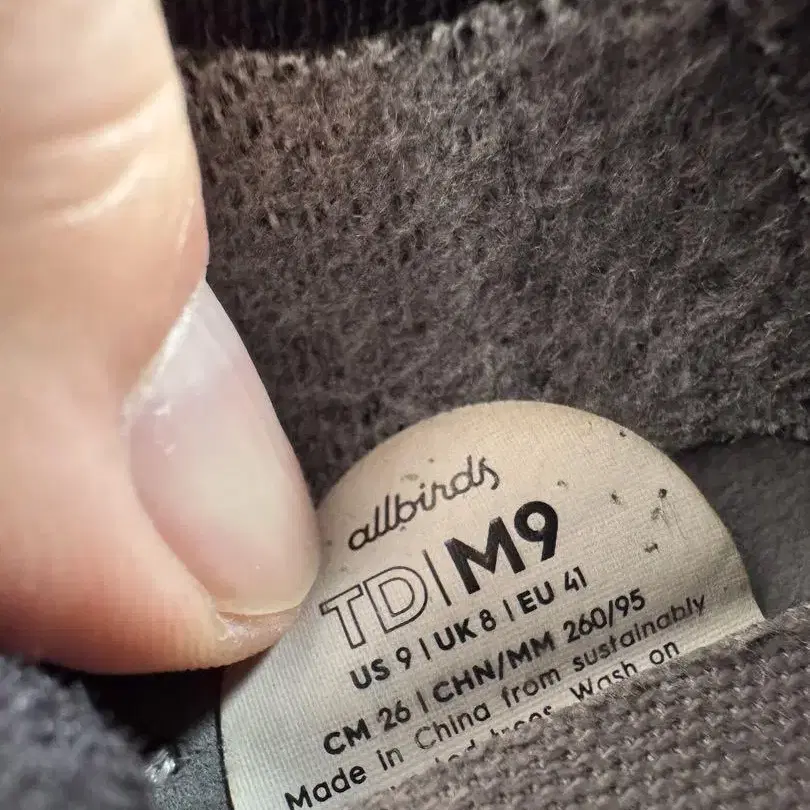 allbirds
TD|M9
US 9 | UK 8 | EU 41
CM 26 | CHN/MM 260/95
Made in China from sustainably
trees. Wash on